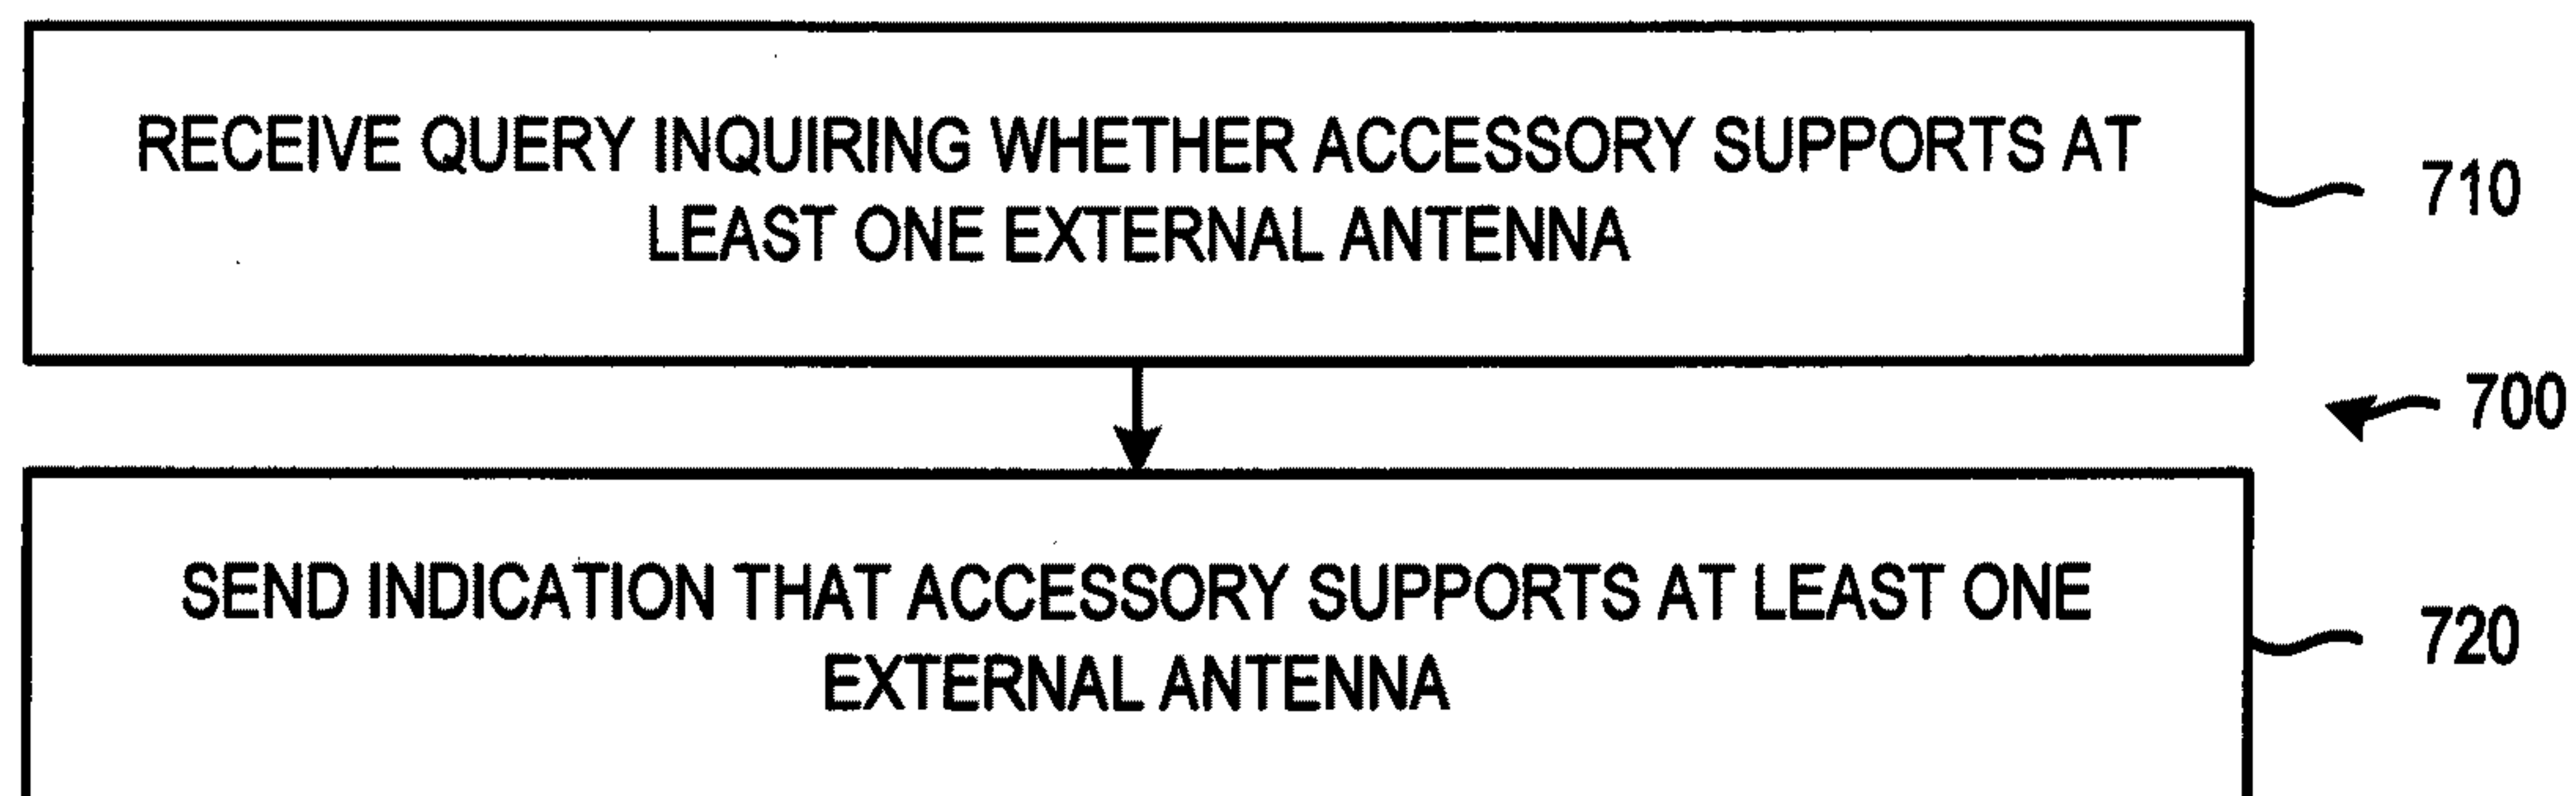 RECEIVE QUERY INQUIRING WHETHER ACCESSORY SUPPORTS AT
LEAST ONE EXTERNAL ANTENNA
710
700
SEND INDICATION THAT ACCESSORY SUPPORTS AT LEAST ONE
EXTERNAL ANTENNA
720